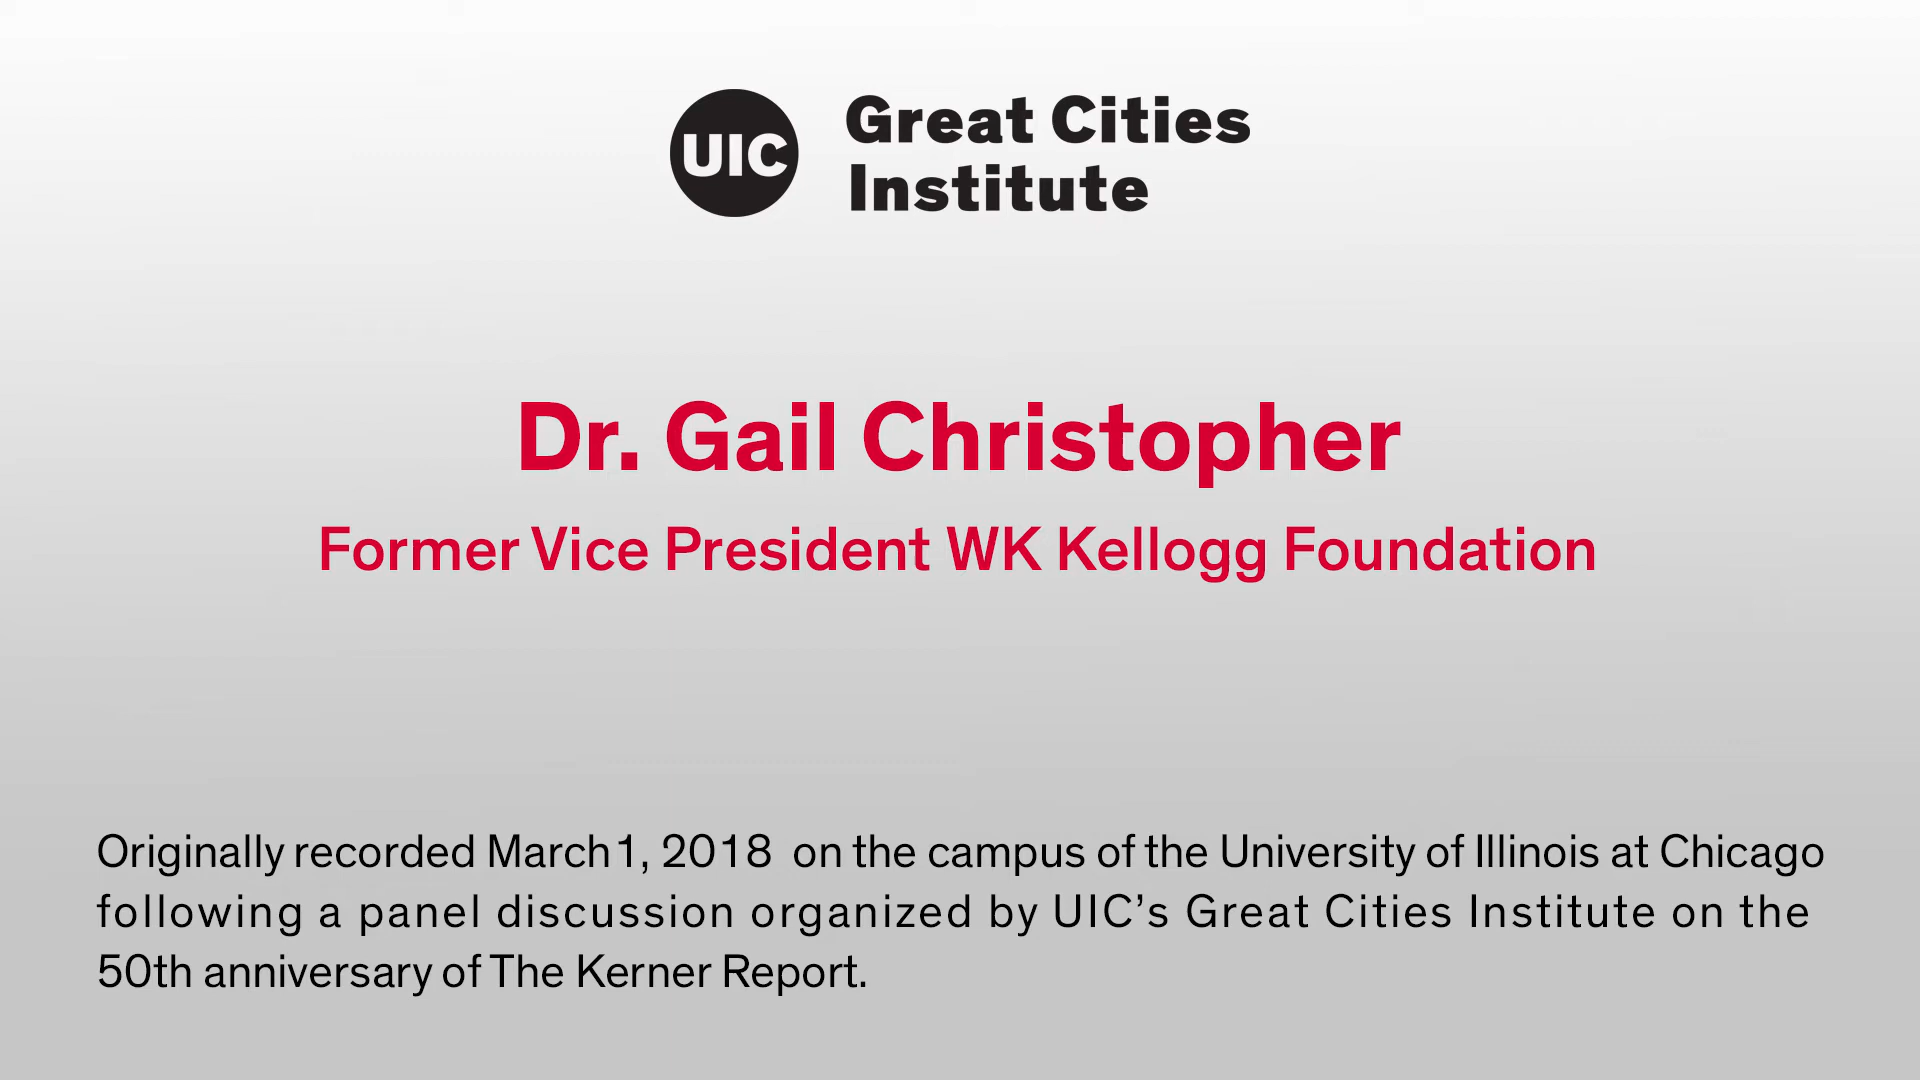 UIC
Great Cities
Institute
Dr. Gail Christopher
Former Vice President WK Kellogg Foundation
Originally recorded March 1, 2018 on the campus of the University of Illinois at Chicago
following a panel discussion organized by UIC’s Great Cities Institute on the
50th anniversary of The Kerner Report.